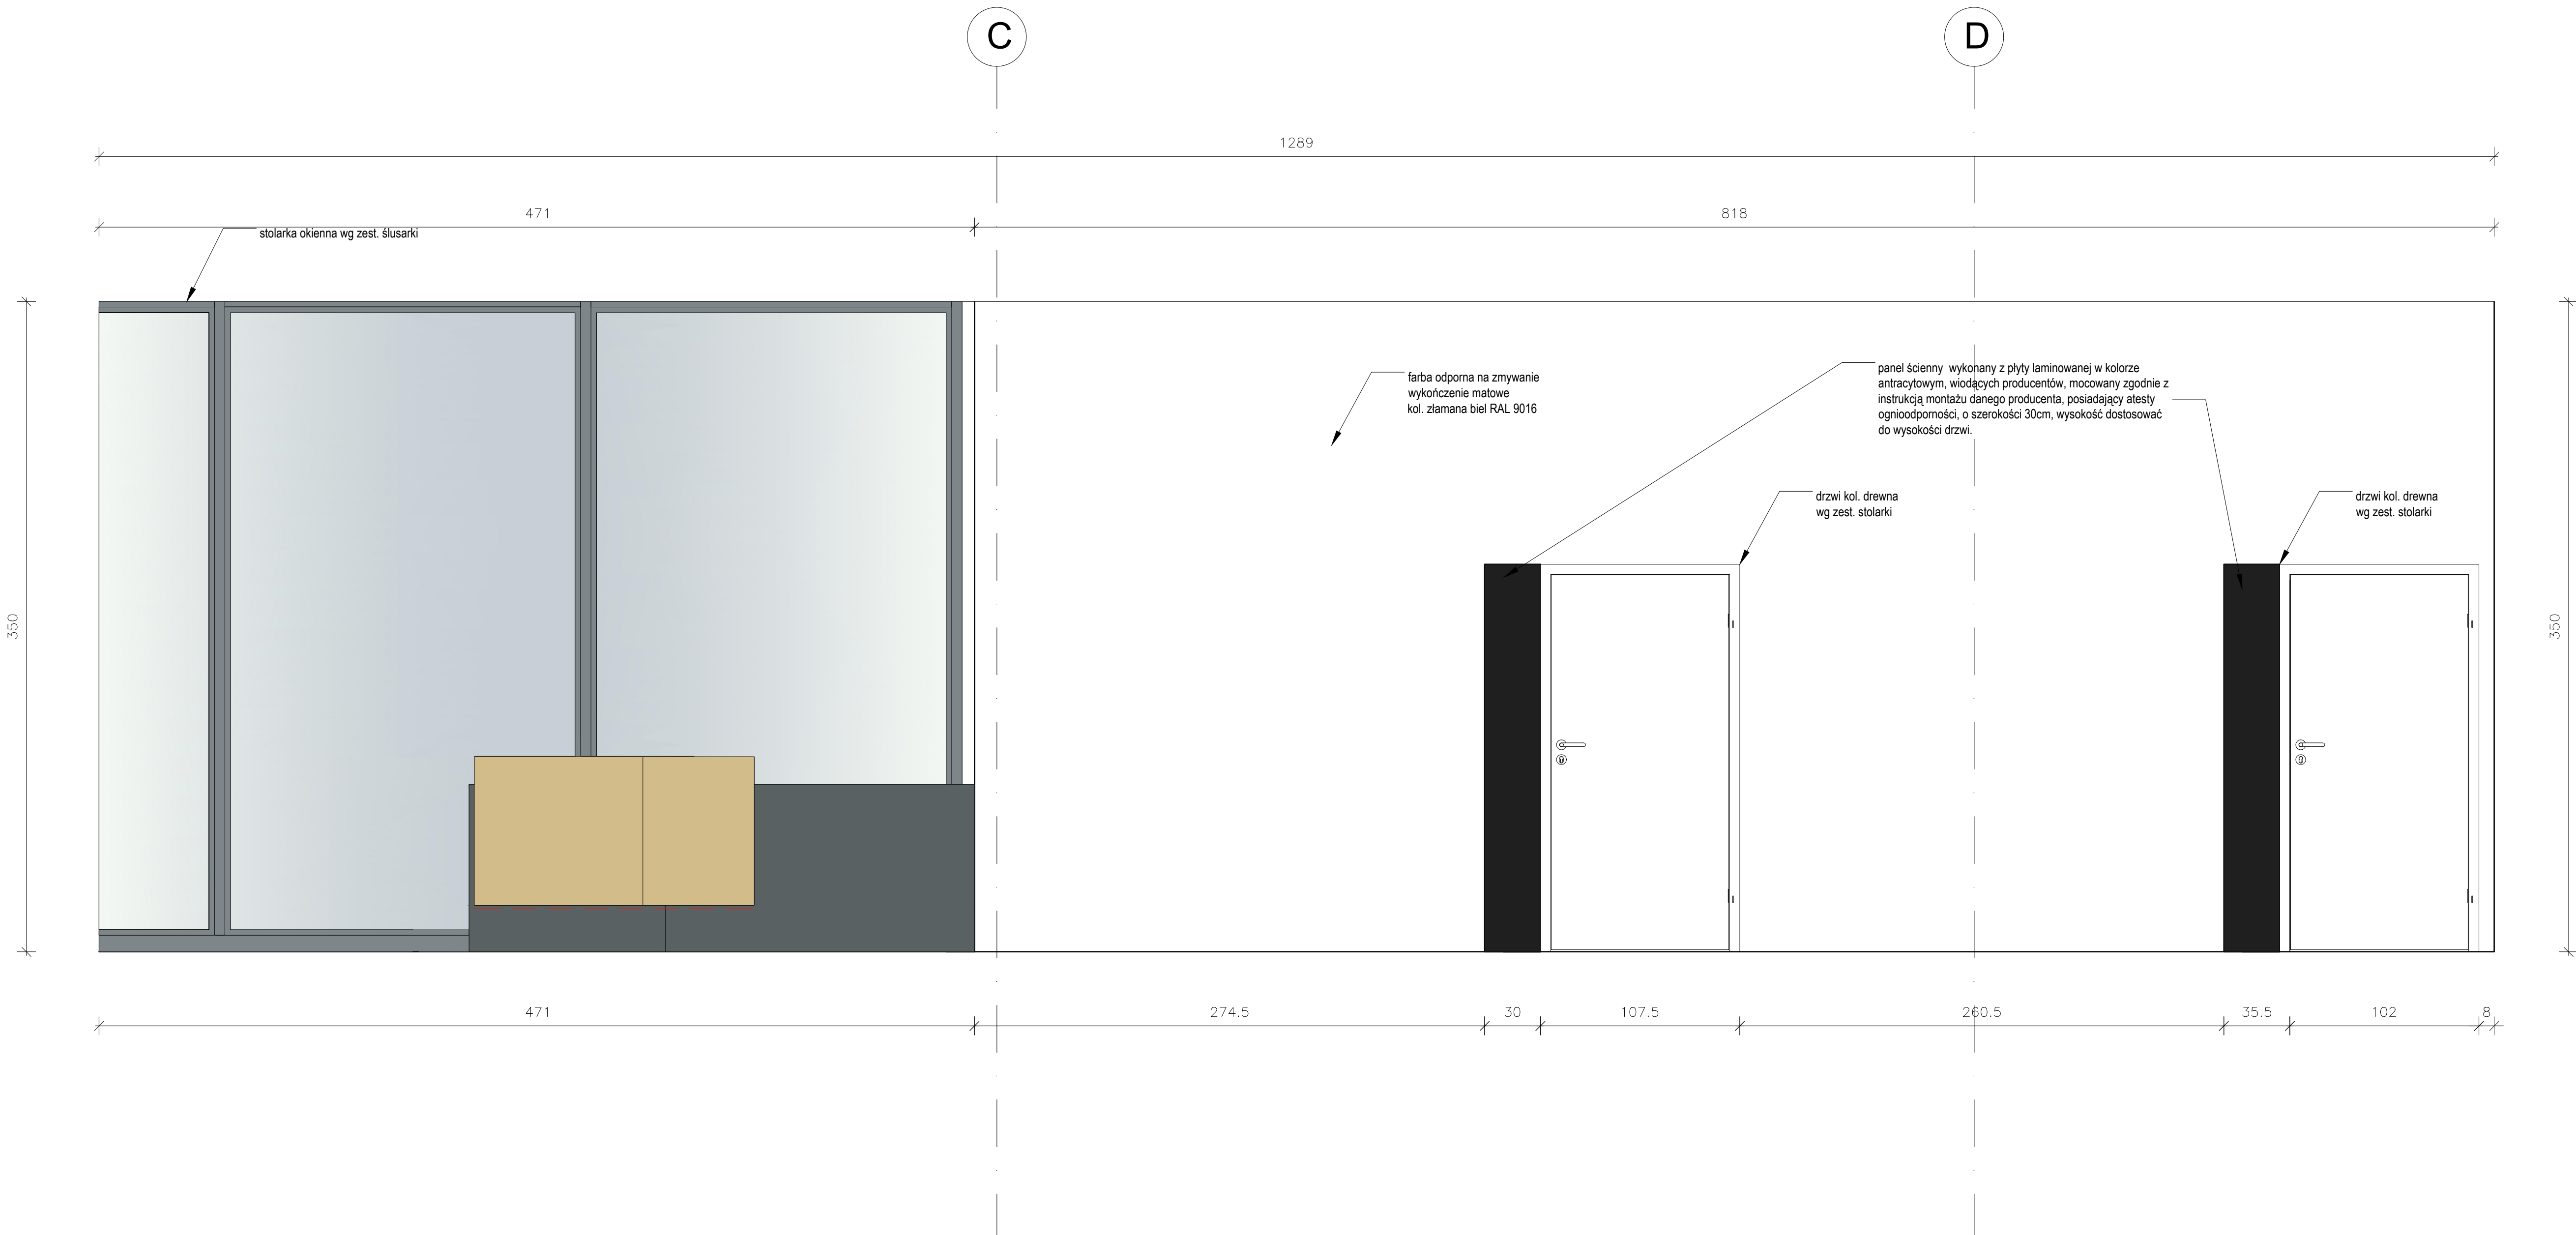 C
D
1289
471
818
stolarka okienna wg zest. ślusarki
350
farba odporna na zmywanie
wykończenie matowe
kol. złamana biel RAL 9016
panel ścienny wykonany z płyty laminowanej w kolorze
antracytowym, wiodących producentów, mocowany zgodnie z
instrukcją montażu danego producenta, posiadający atesty
ognioodporności, o szerokości 30cm, wysokość dostosować
do wysokości drzwi.
drzwi kol. drewna
wg zest. stolarki
drzwi kol. drewna
wg zest. stolarki
350
471
274.5
30
107.5
260.5
35.5
102
8